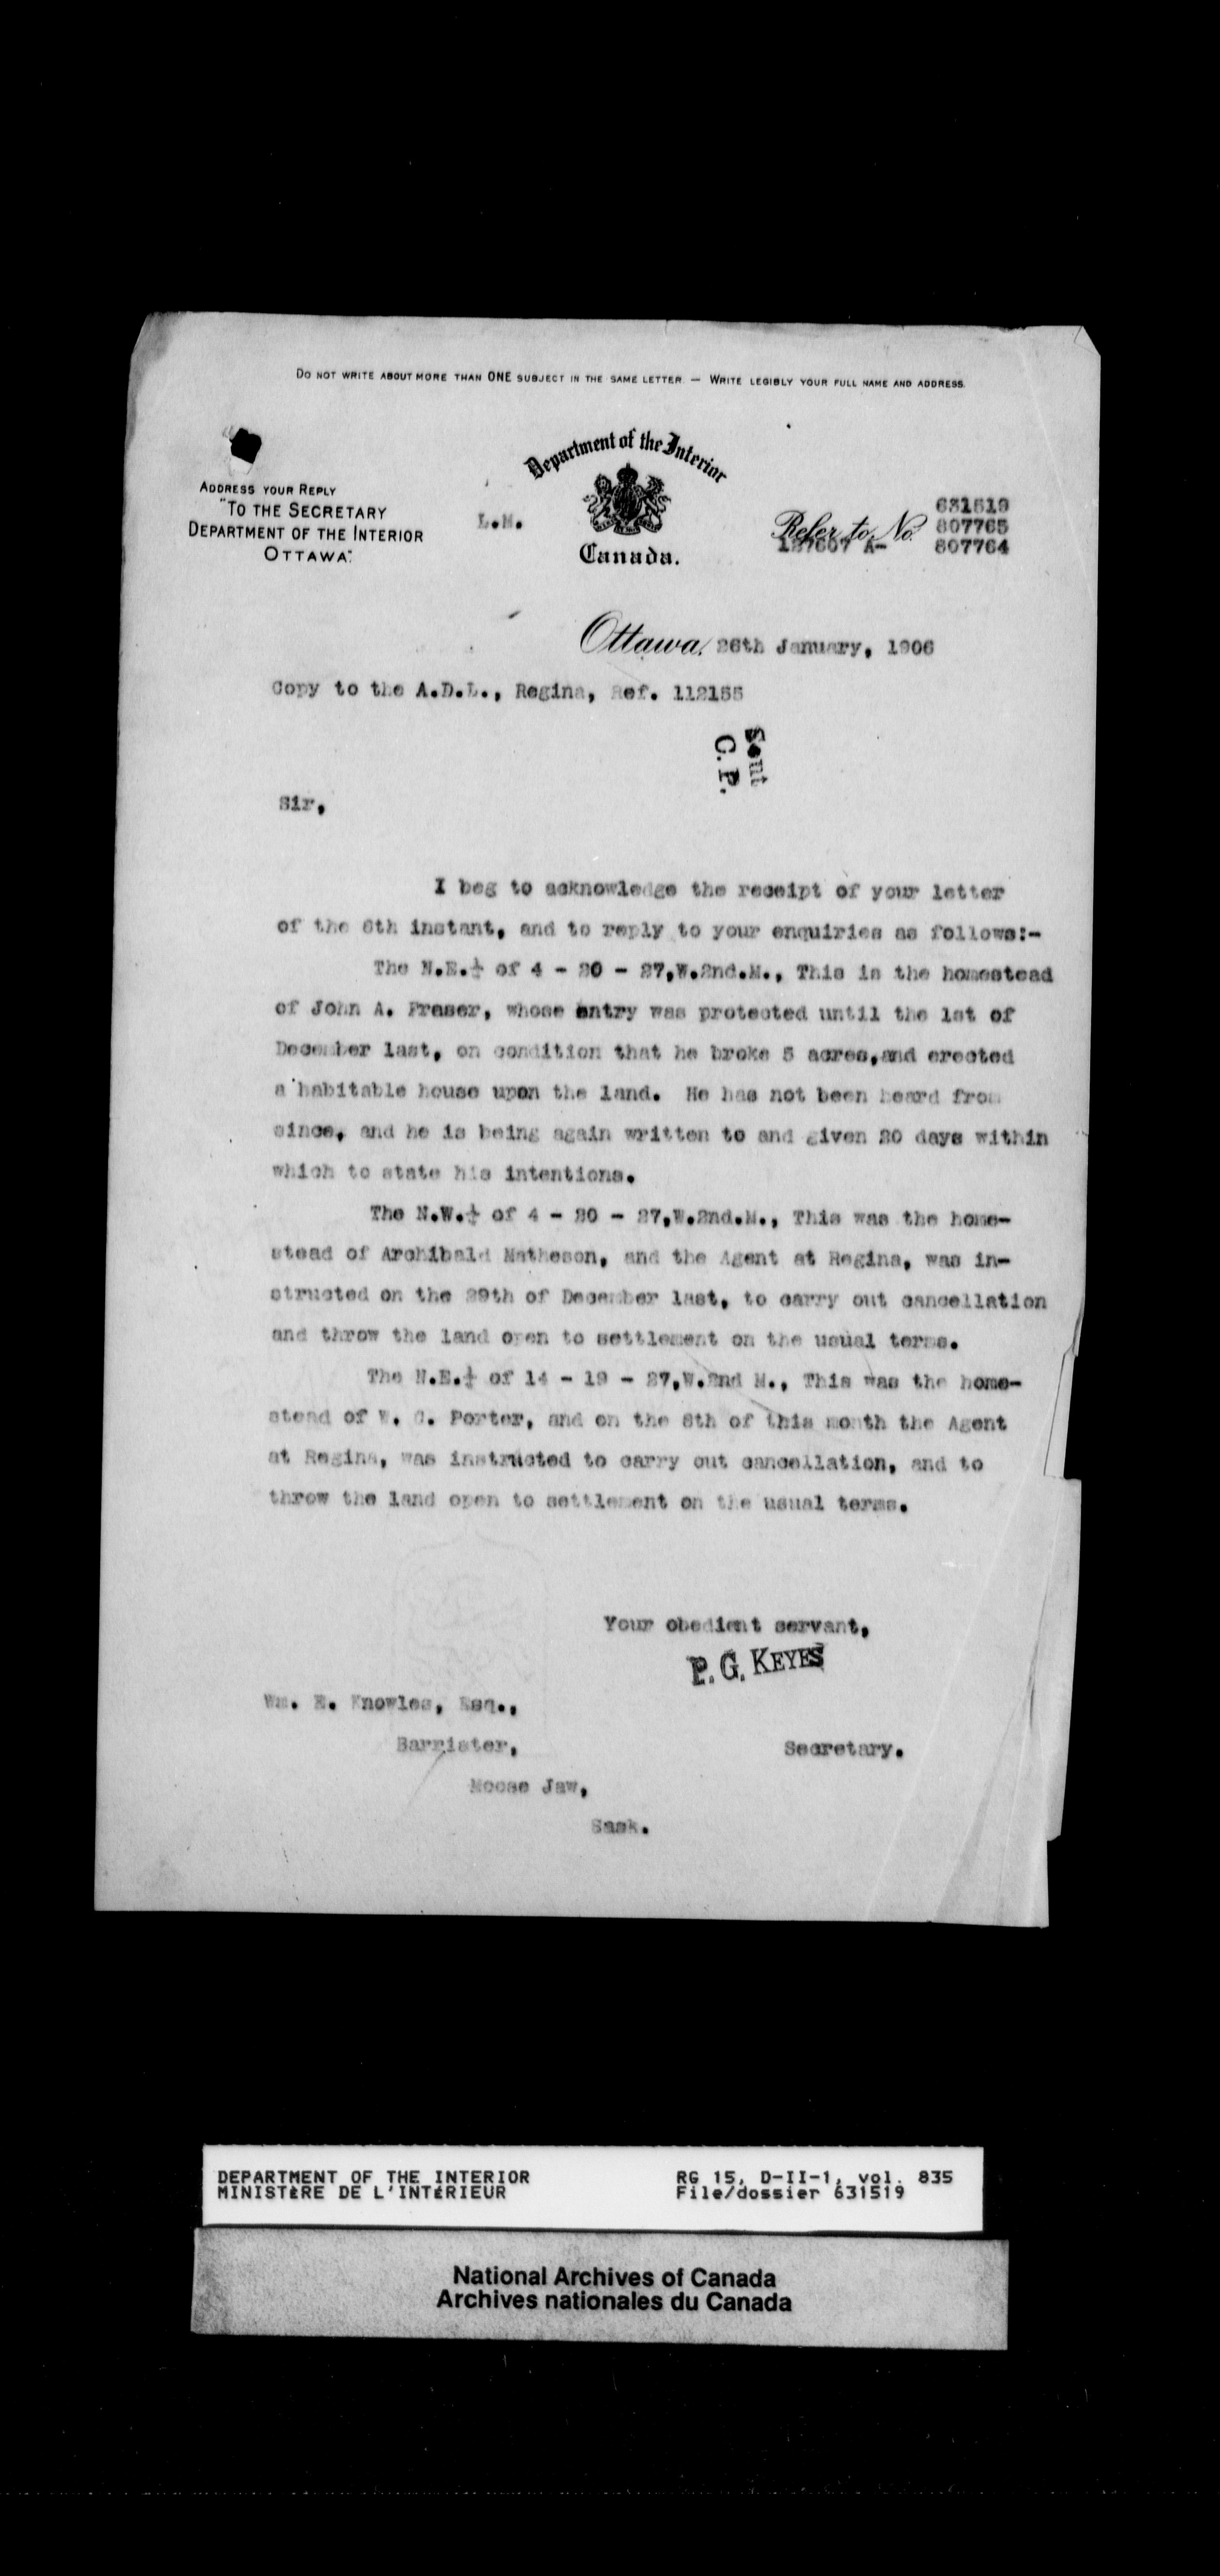 DO NOT WRITE ABOUT MORE THAN ONE SUBJECT IN THE SAME LETTER — WRITE LEGIBLY YOUR FULL NAME AND ADDRESS.
Department of the Interior
Canada.
ADDRESS YOUR REPLY
"TO THE SECRETARY
DEPARTMENT OF THE INTERIOR
OTTAWA".
L.M.
631519
Refer to No. 807765
127607 A- 807764
Ottawa, 26th January, 1906
Copy to the A.D.L., Regina, Ref. 112155
Sent
C.P.
Sir,
I beg to acknowledge the receipt of your letter
of the 6th instant, and to reply to your enquiries as follows:-
The N.E.¼ of 4 - 20 - 27,W.2nd.M., This is the homestead
of John A. Fraser, whose entry was protected until the 1st of
December last, on condition that he broke 5 acres,and erected
a habitable house upon the land. He has not been heard from
since, and he is being again written to and given 20 days within
which to state his intentions.
The N.W.¼ of 4 - 20 - 27,W.2nd.M., This was the home-
stead of Archibald Matheson, and the Agent at Regina, was in-
structed on the 29th of December last, to carry out cancellation
and throw the land open to settlement on the usual terms.
The N.E.¼ of 14 - 19 - 27,W.2nd M., This was the home-
stead of W. C. Porter, and on the 8th of this month the Agent
at Regina, was instructed to carry out cancellation, and to
throw the land open to settlement on the usual terms.
Your obedient servant,
P. G. KEYES
Wm. E. Knowles, Esq.,
Barrister,
Secretary.
Moose Jaw,
Sask.
DEPARTMENT OF THE INTERIOR RG 15, D-II-1, vol. 835
MINISTÈRE DE L'INTÉRIEUR File/dossier 631519
National Archives of Canada
Archives nationales du Canada